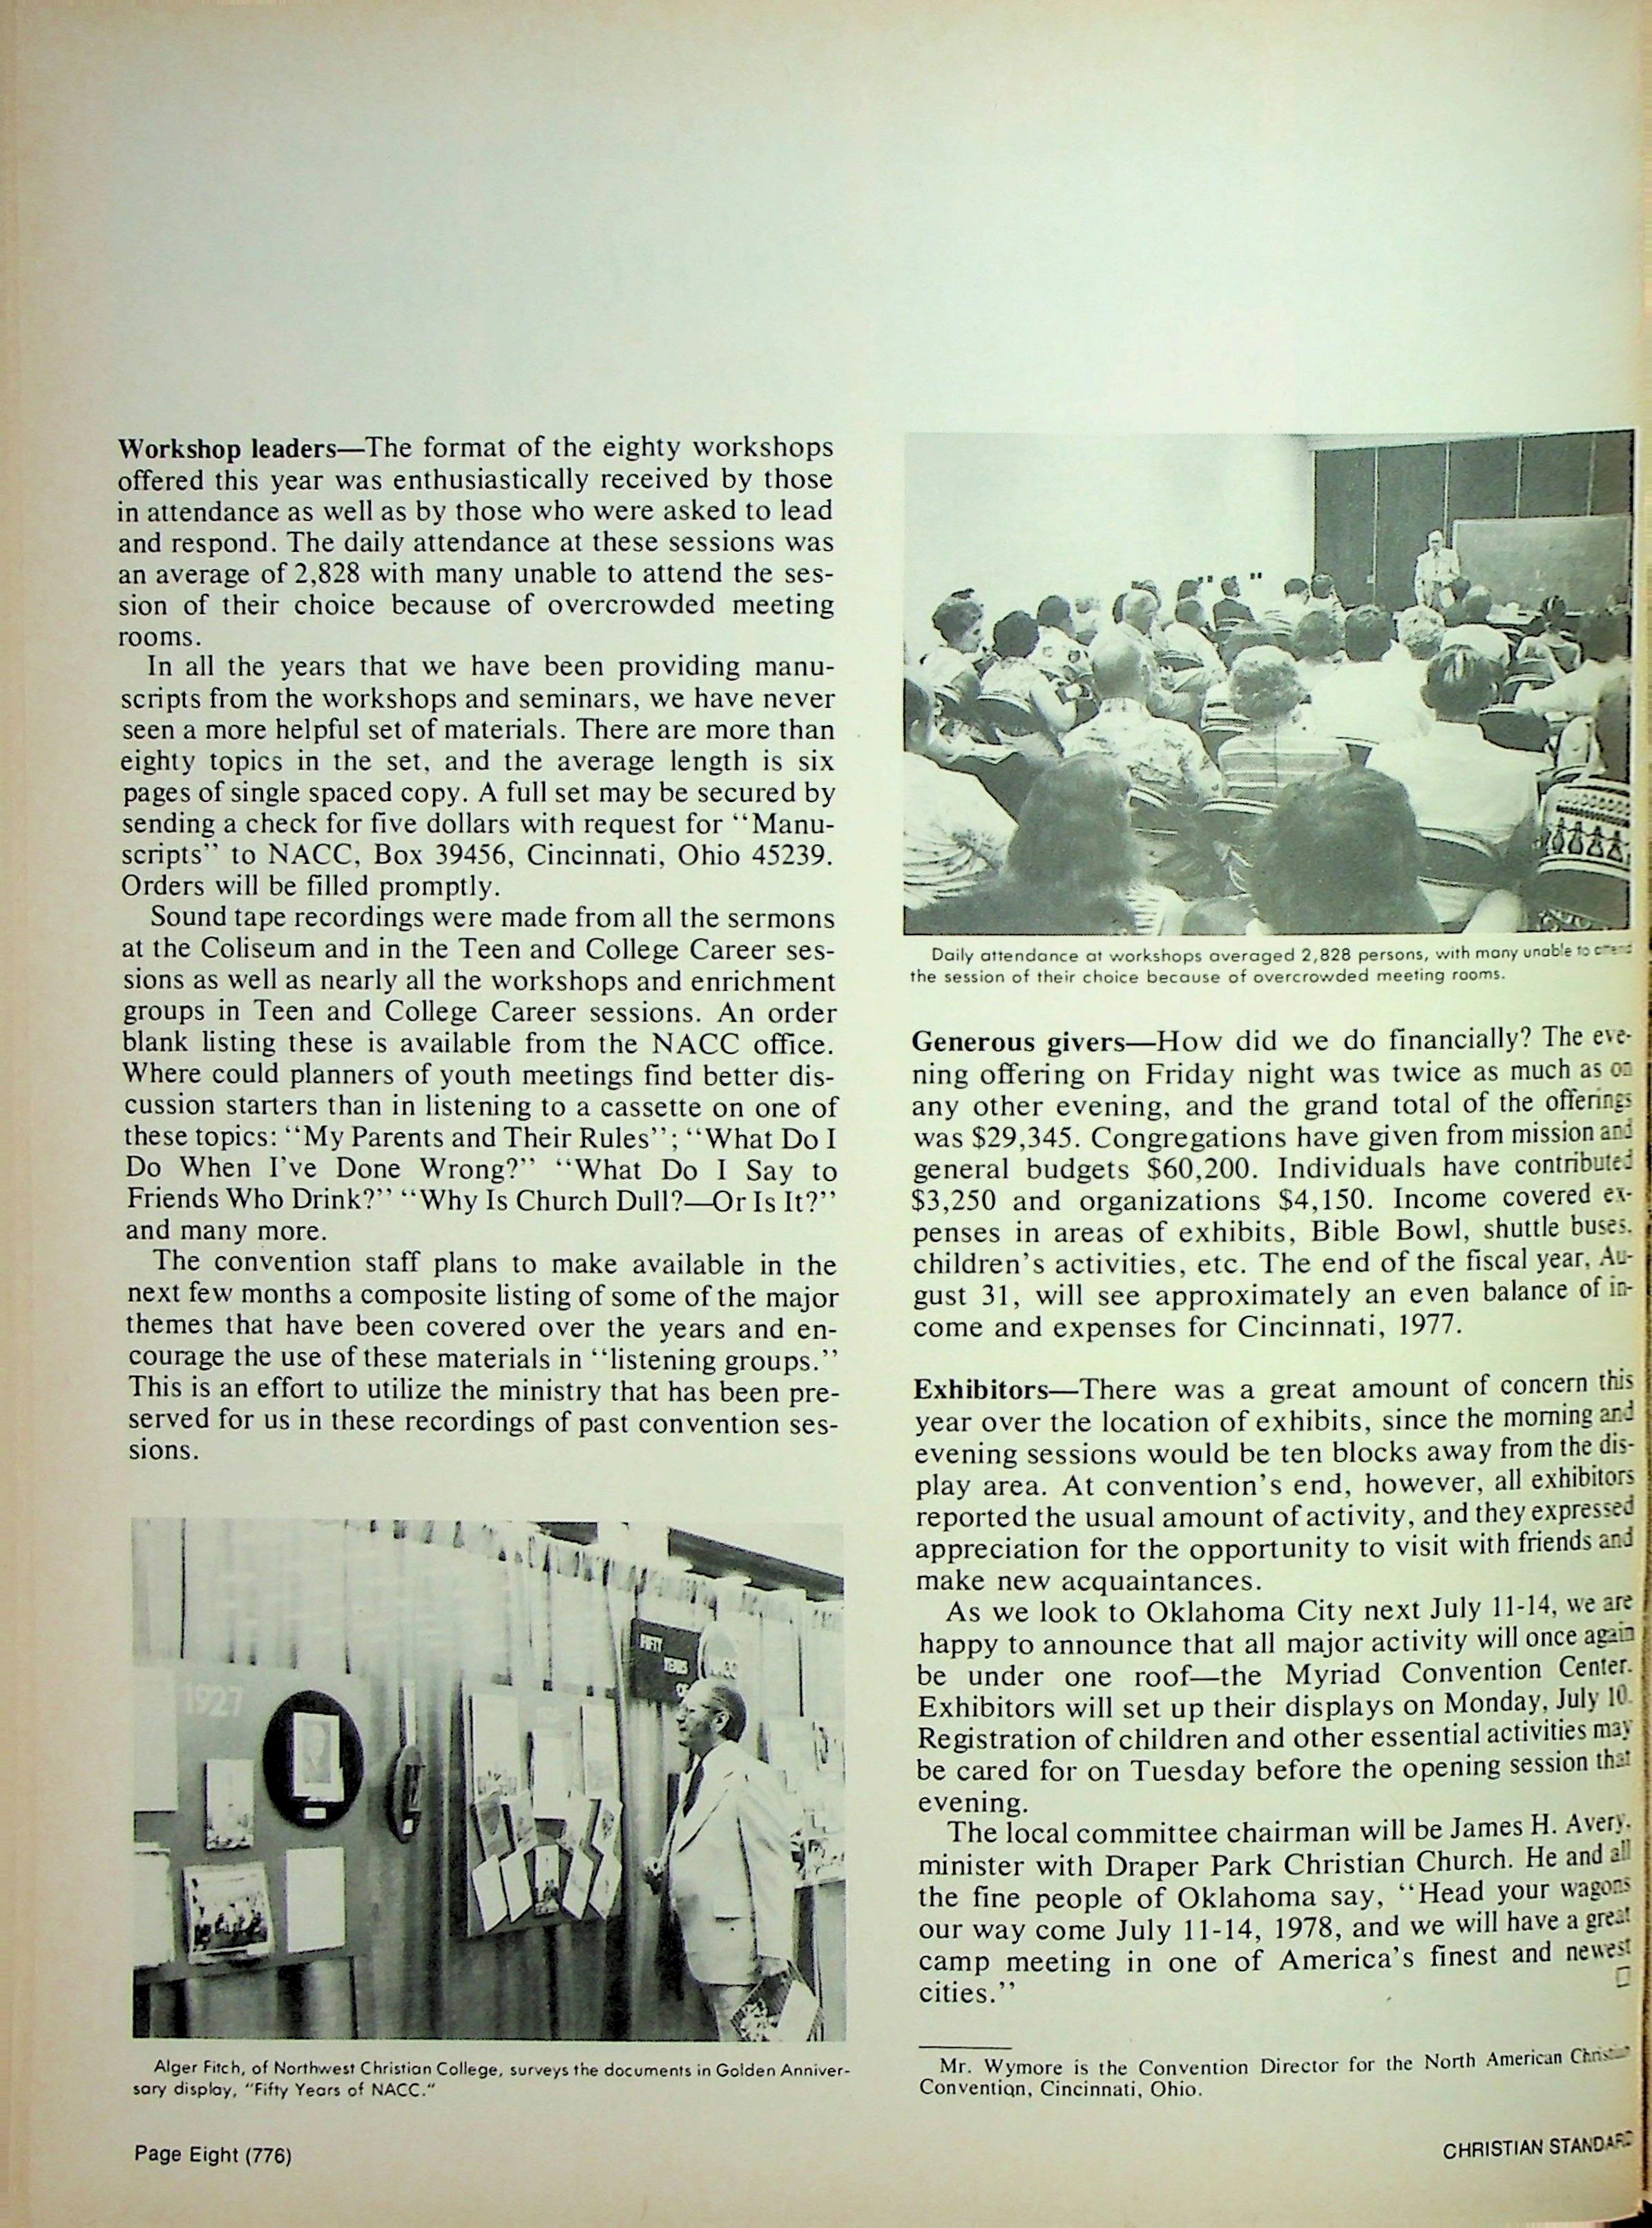 Workshop leaders—The format of the eighty workshops
offered this year was enthusiastically received by those
in attendance as well as by those who were asked to lead
and respond. The daily attendance at these sessions was
an average of 2,828 with many unable to attend the ses-
sion of their choice because of overcrowded meeting
rooms.
In all the years that we have been providing manu-
scripts from the workshops and seminars, we have never
seen a more helpful set of materials. There are more than
eighty topics in the set, and the average length is six
pages of single spaced copy. A full set may be secured by
sending a check for five dollars with request for “Manu-
scripts” to NACC, Box 39456, Cincinnati, Ohio 45239.
Orders will be filled promptly.
Sound tape recordings were made from all the sermons
at the Coliseum and in the Teen and College Career ses-
sions as well as nearly all the workshops and enrichment
groups in Teen and College Career sessions. An order
blank listing these is available from the NACC office.
Where could planners of youth meetings find better dis-
cussion starters than in listening to a cassette on one of
these topics: “My Parents and Their Rules”; “What Do I
Do When I've Done Wrong?” “What Do I Say to
Friends Who Drink?” “Why Is Church Dull?—Or Is It?”
and many more.
The convention staff plans to make available in the
next few months a composite listing of some of the major
themes that have been covered over the years and en-
courage the use of these materials in “listening groups.”
This is an effort to utilize the ministry that has been pre-
served for us in these recordings of past convention ses-
sions.
1927
FIFTY
YEARS
Alger Fitch, of Northwest Christian College, surveys the documents in Golden Anniver-
sary display, "Fifty Years of NACC."
Daily attendance at workshops averaged 2,828 persons, with many unable to attend
the session of their choice because of overcrowded meeting rooms.
Generous givers—How did we do financially? The eve-
ning offering on Friday night was twice as much as on
any other evening, and the grand total of the offerings
was $29,345. Congregations have given from mission and
general budgets $60,200. Individuals have contributed
$3,250 and organizations $4,150. Income covered ex-
penses in areas of exhibits, Bible Bowl, shuttle buses,
children's activities, etc. The end of the fiscal year, Au-
gust 31, will see approximately an even balance of in-
come and expenses for Cincinnati, 1977.
Exhibitors—There was a great amount of concern this
year over the location of exhibits, since the morning and
evening sessions would be ten blocks away from the dis-
play area. At convention's end, however, all exhibitors
reported the usual amount of activity, and they expressed
appreciation for the opportunity to visit with friends and
make new acquaintances.
As we look to Oklahoma City next July 11-14, we are
happy to announce that all major activity will once again
be under one roof—the Myriad Convention Center.
Exhibitors will set up their displays on Monday, July 10.
Registration of children and other essential activities may
be cared for on Tuesday before the opening session that
evening.
The local committee chairman will be James H. Avery,
minister with Draper Park Christian Church. He and all
the fine people of Oklahoma say, “Head your wagons
our way come July 11-14, 1978, and we will have a great
camp meeting in one of America's finest and newest
cities.”
Mr. Wymore is the Convention Director for the North American Christian
Convention, Cincinnati, Ohio.
Page Eight (776)
CHRISTIAN STANDARD